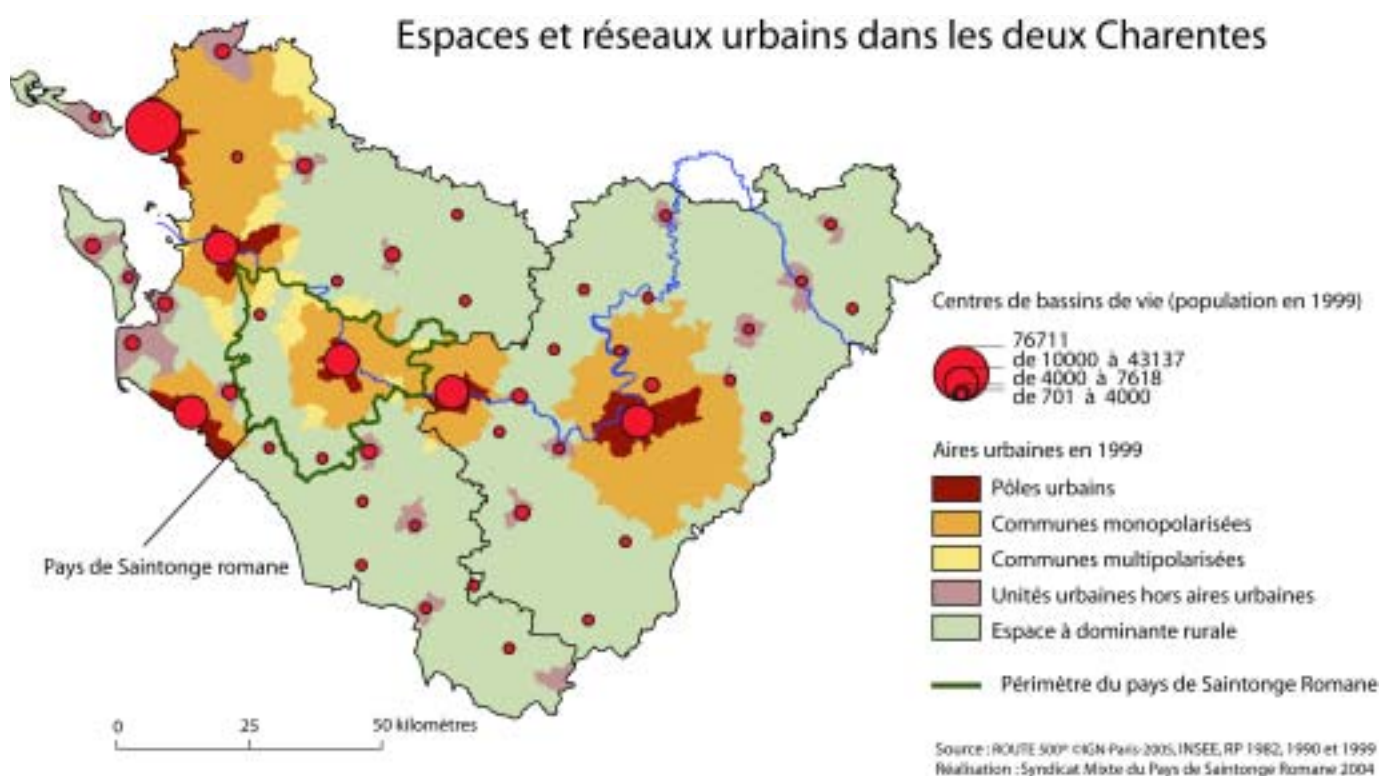 Espaces et réseaux urbains dans les deux Charentes
Centres de bassins de vie (population en 1999)
76711
de 10000 à 43137
de 4000 à 7618
de 701 à 4000
Aires urbaines en 1999
Pôles urbains
Communes monopolarisées
Communes multipolarisées
Unités urbaines hors aires urbaines
Espace à dominante rurale
Périmètre du pays de Saintonge Romane
Pays de Saintonge romane
0 25 50 kilomètres
Source : ROUTE 500® ©IGN-Paris-2005, INSEE, RP 1982, 1990 et 1999
Réalisation : Syndicat Mixte du Pays de Saintonge Romane 2004